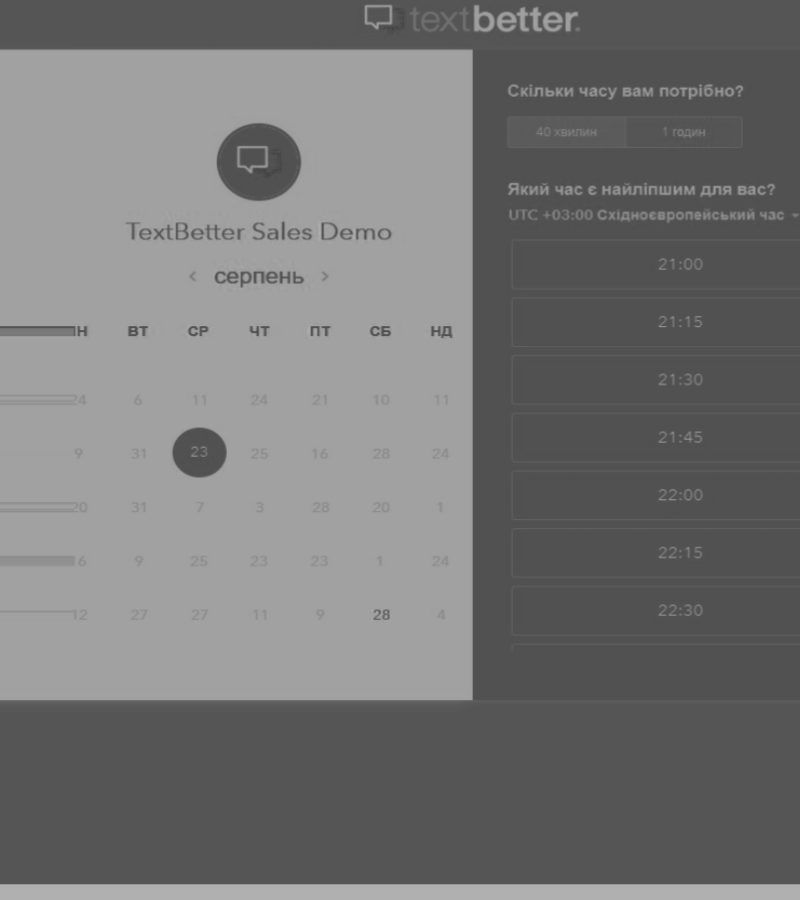 textbetter.
TextBetter Sales Demo
< серпень >
Н ВТ СР ЧТ ПТ СБ НД
24 6 11 24 21 10 11
9 31 23 25 16 28 24
20 31 7 3 28 20 1
6 9 25 23 23 1 24
12 27 27 11 9 28 4
Скільки часу вам потрібно?
40 хвилин 1 годин
Який час є найліпшим для вас?
UTC +03:00 Східноєвропейський час
21:00
21:15
21:30
21:45
22:00
22:15
22:30